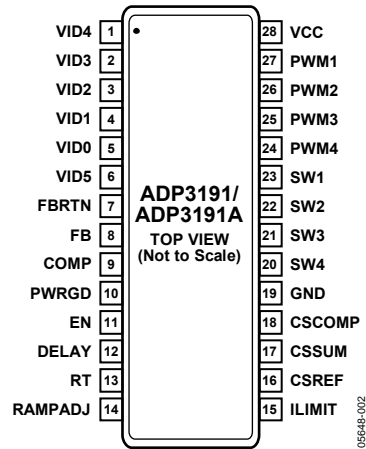 VID4 1
VID3 2
VID2 3
VID1 4
VID0 5
VID5 6
FBRTN 7
FB 8
COMP 9
PWRGD 10
EN 11
DELAY 12
RT 13
RAMPADJ 14
ADP3191/
ADP3191A
TOP VIEW
(Not to Scale)
28 VCC
27 PWM1
26 PWM2
25 PWM3
24 PWM4
23 SW1
22 SW2
21 SW3
20 SW4
19 GND
18 CSCOMP
17 CSSUM
16 CSREF
15 ILIMIT
05648-002